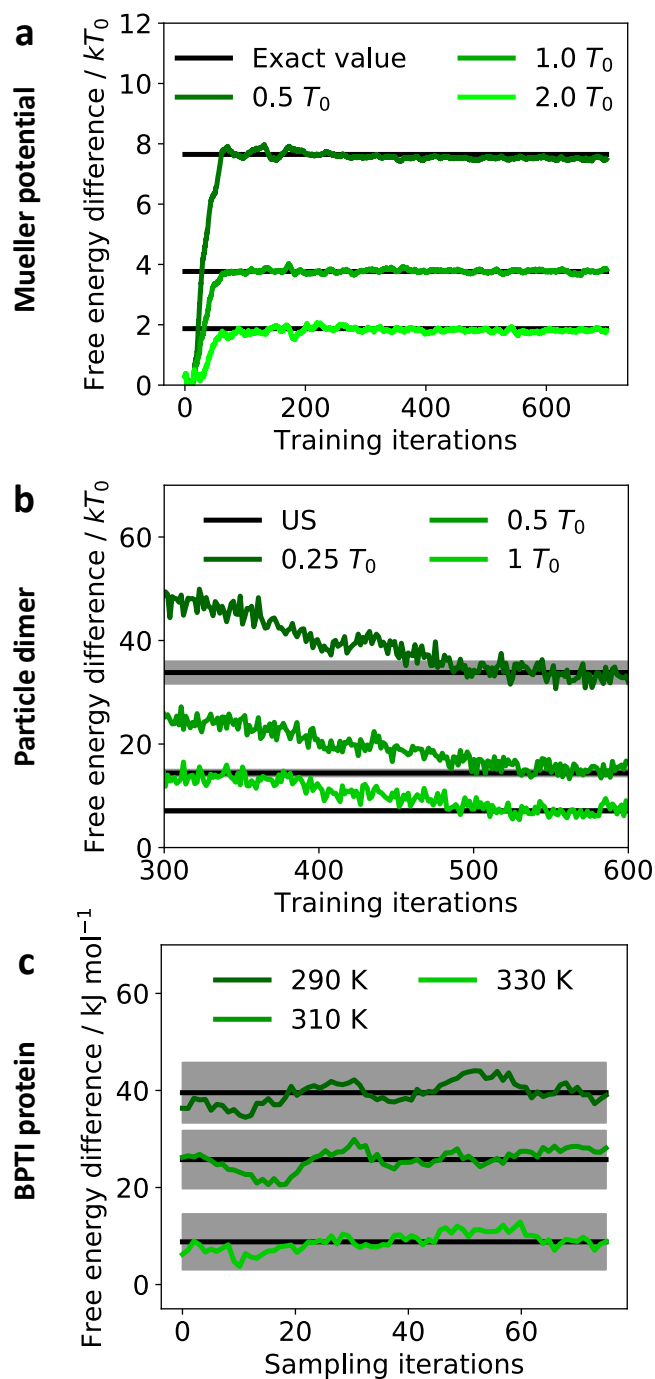 a
Mueller potential
Free energy difference / kT₀
12
10
8
6
4
2
0
Exact value
0.5 T₀
1.0 T₀
2.0 T₀
0
200
400
600
Training iterations
b
Particle dimer
Free energy difference / kT₀
60
40
20
0
US
0.25 T₀
0.5 T₀
1 T₀
300
400
500
600
Training iterations
c
BPTI protein
Free energy difference / kJ mol⁻¹
60
40
20
0
290 K
310 K
330 K
0
20
40
60
Sampling iterations